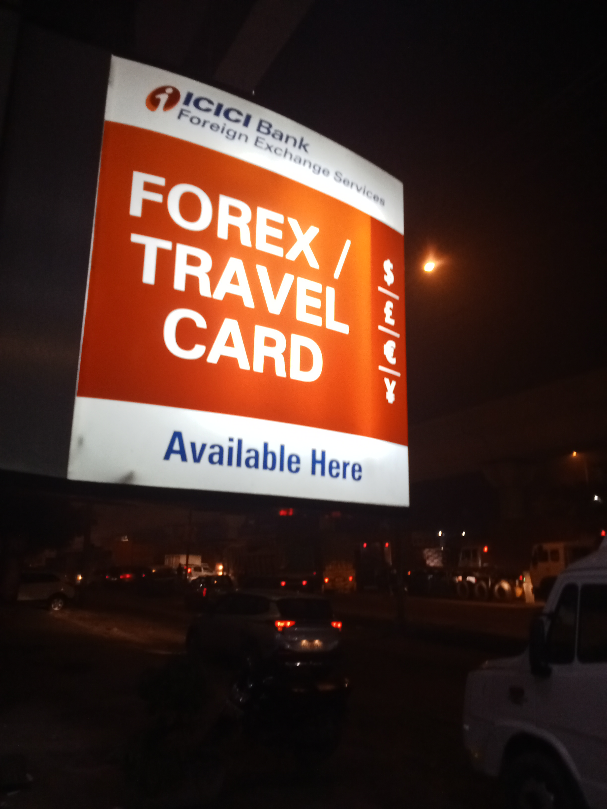 ICICI Bank
Foreign Exchange Services
FOREX /
TRAVEL
CARD
$
£
€
¥
Available Here